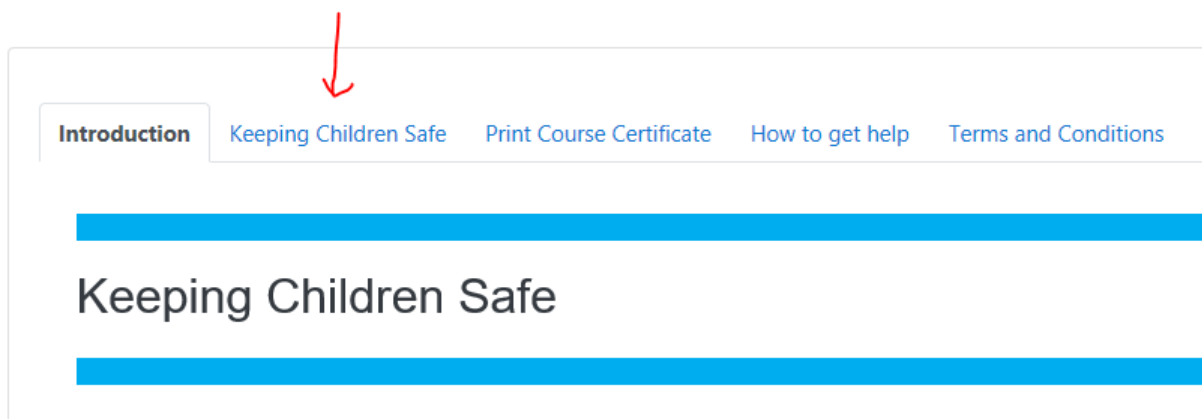 Introduction Keeping Children Safe Print Course Certificate How to get help Terms and Conditions
Keeping Children Safe